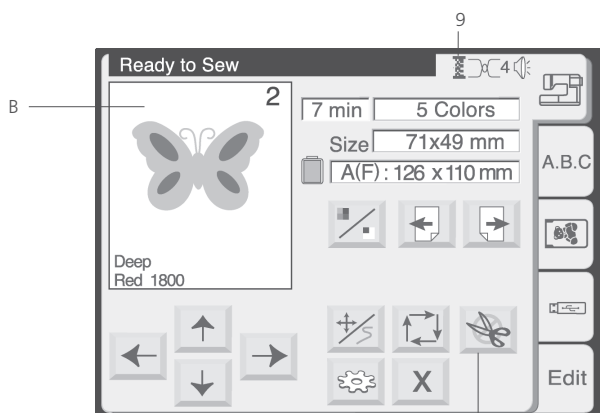 9
Ready to Sew
4
B
2
7 min
5 Colors
Size
71x49 mm
A(F) : 126 x 110 mm
A.B.C
Deep
Red 1800
X
Edit